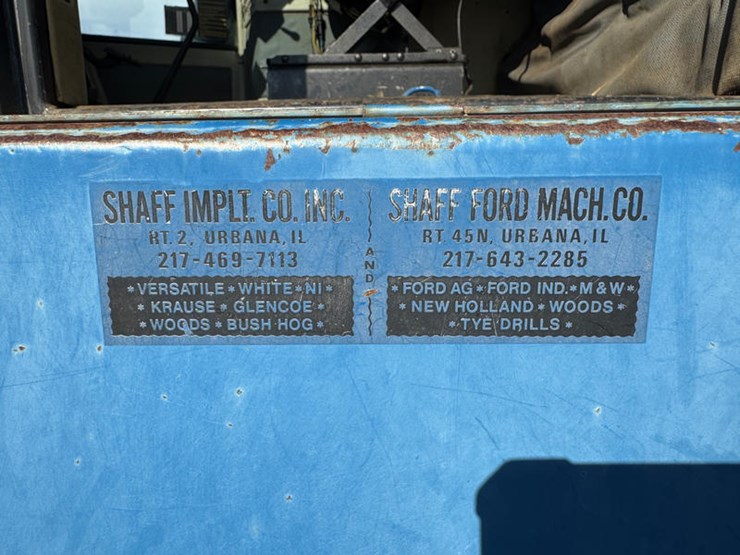 SHAFF IMPLT. CO. INC.
RT. 2, URBANA, IL
217-469-7113
*VERSATILE*WHITE*NI*
*KRAUSE*GLENCOE*
*WOODS*BUSH HOG*
AND
SHAFF FORD MACH. CO.
RT 45N, URBANA, IL
217-643-2285
*FORD AG*FORD IND.*M&W*
*NEW HOLLAND*WOODS*
*TYE DRILLS*